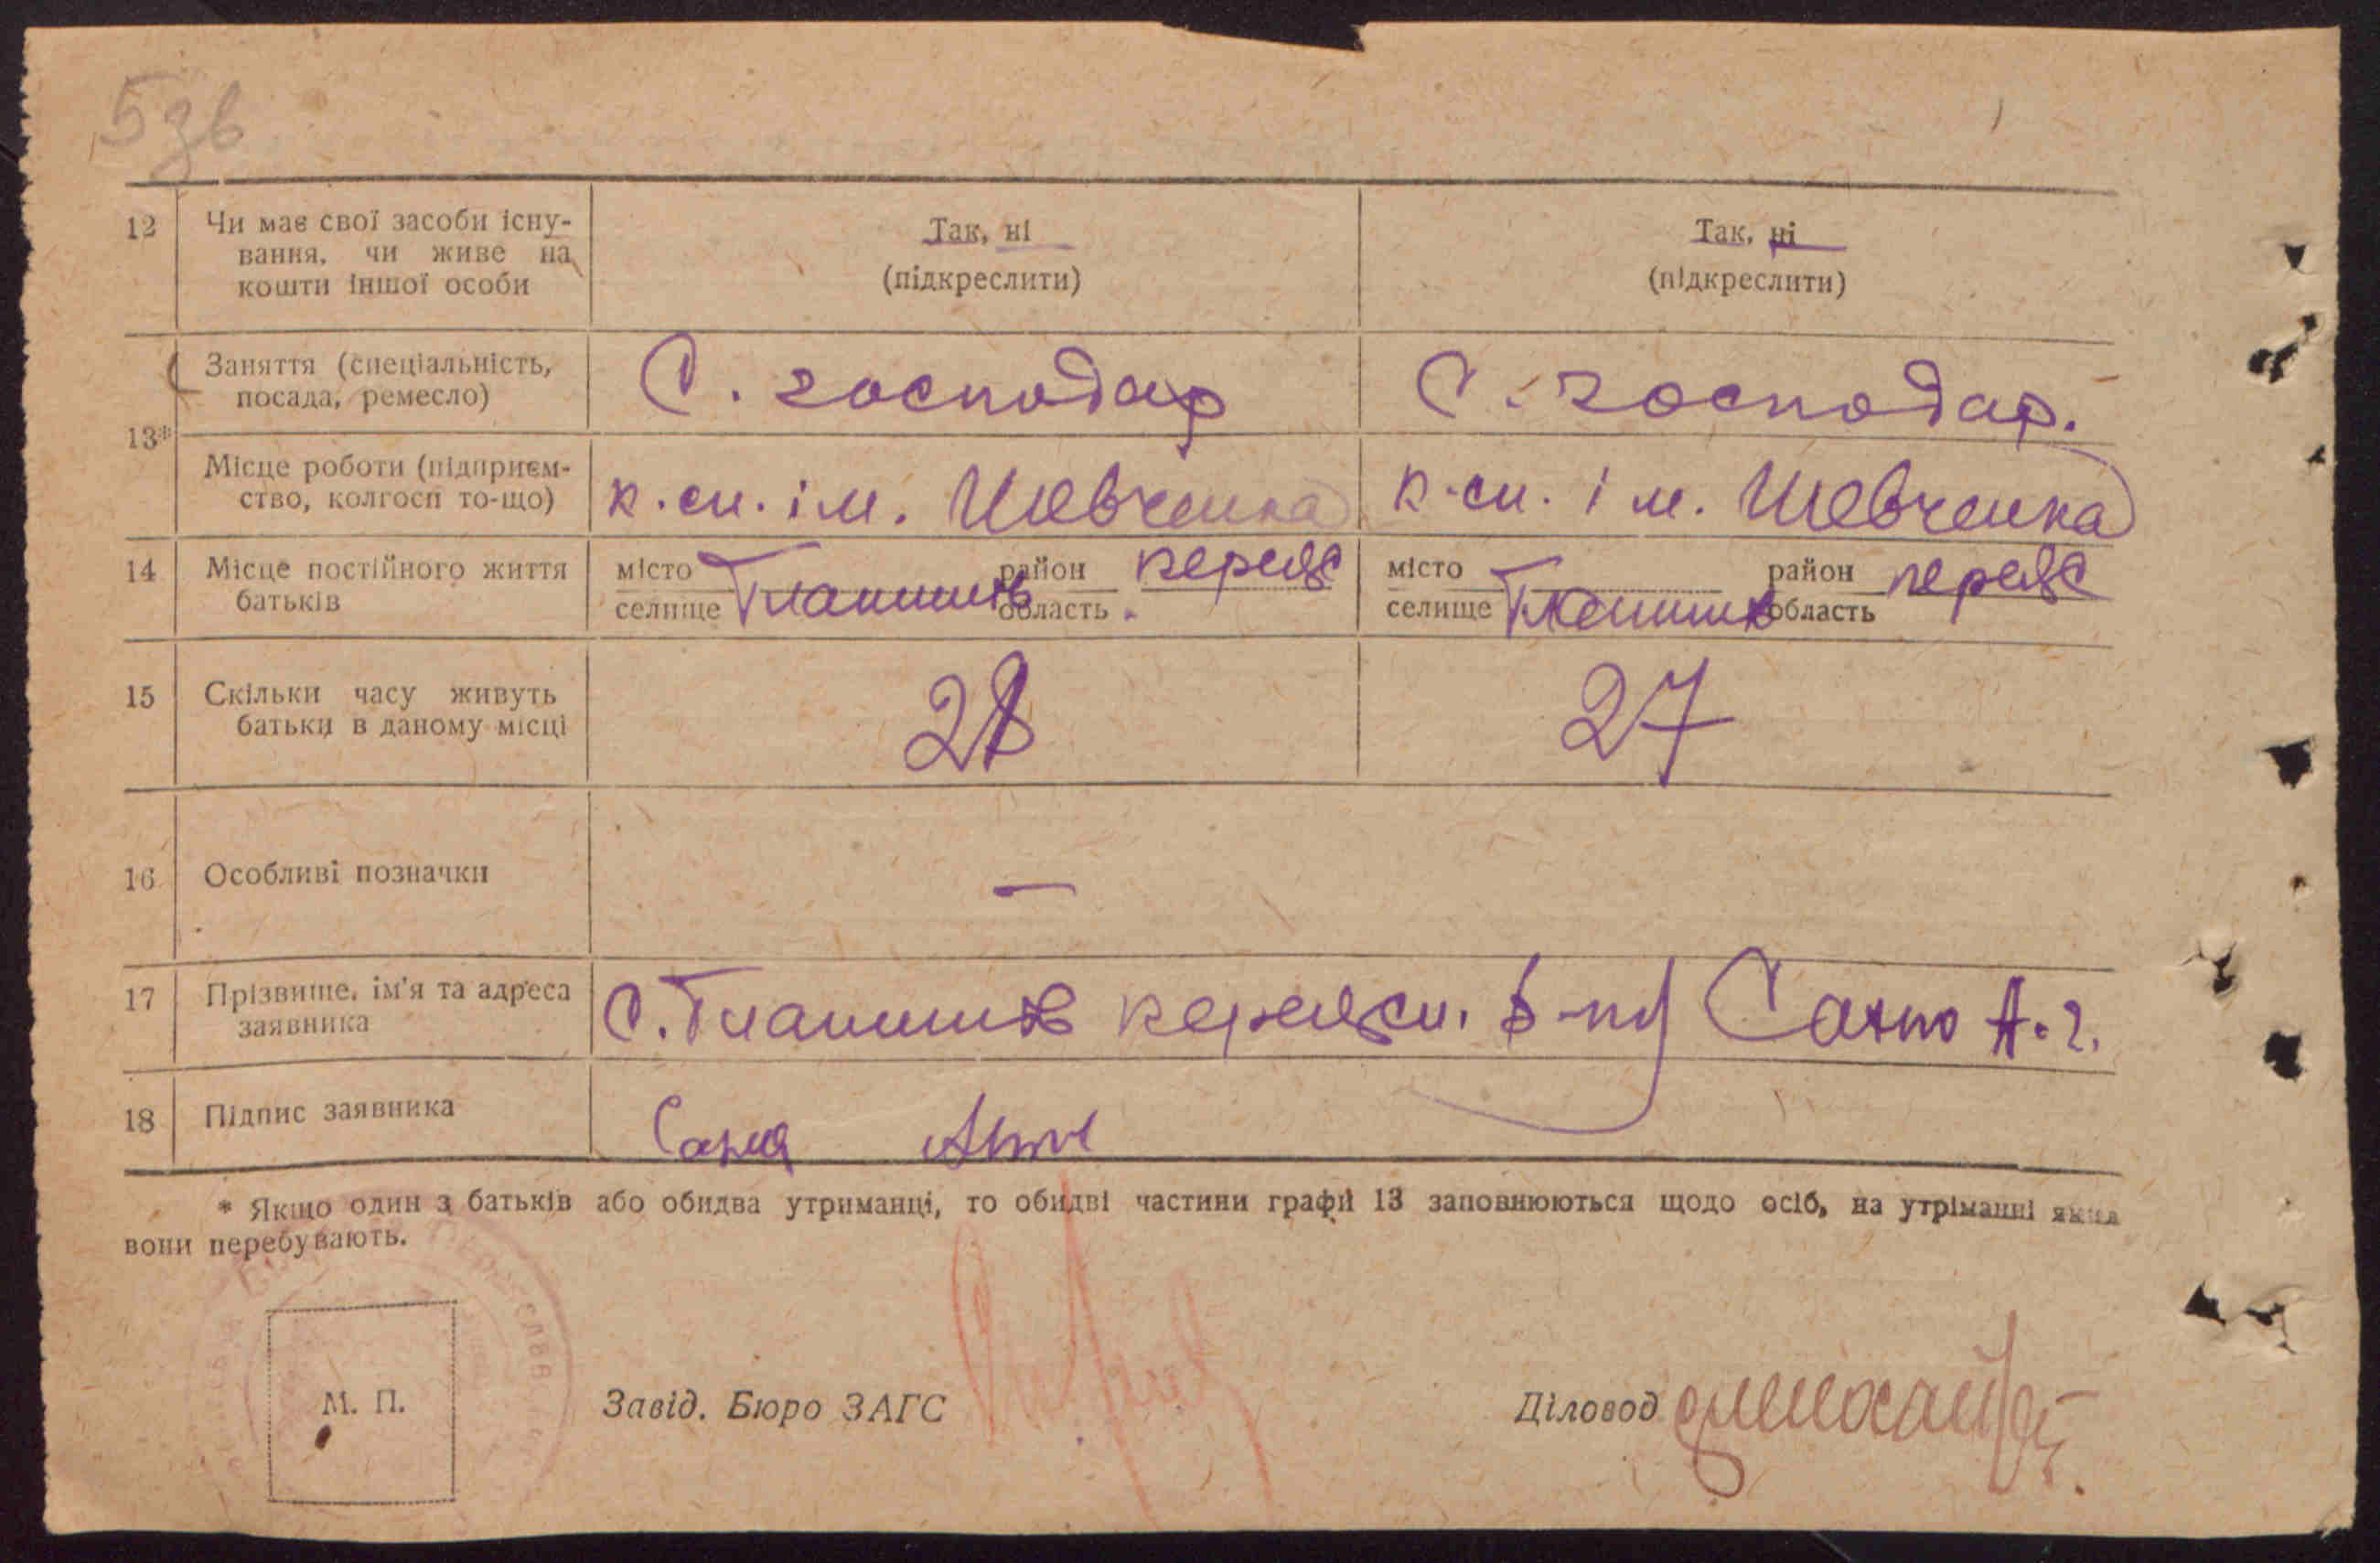 5зв
12 Чи має свої засоби існу-
вання, чи живе на
кошти іншої особи
Так, ні
(підкреслити)
Так, ні
(підкреслити)
13* Заняття (спеціальність,
посада, ремесло)
С. господар
С. господар.
Місце роботи (підприєм-
ство, колгосп то-що)
к. сп. ім. Шевченка
к. сп. ім. Шевченка
14 Місце постійного життя
батьків
місто
селище
район
область
місто
селище
район
область
15 Скільки часу живуть
батьки в даному місці
28
27
16 Особливі позначки
—
17 Прізвище, ім'я та адреса
заявника
С.
А. г.
18 Підпис заявника
* Якщо один з батьків або обидва утриманці, то обидві частини графи 13 заповнюються щодо осіб, на утріманні яких
вони перебувають.
М. П.
Завід. Бюро ЗАГС
Діловод